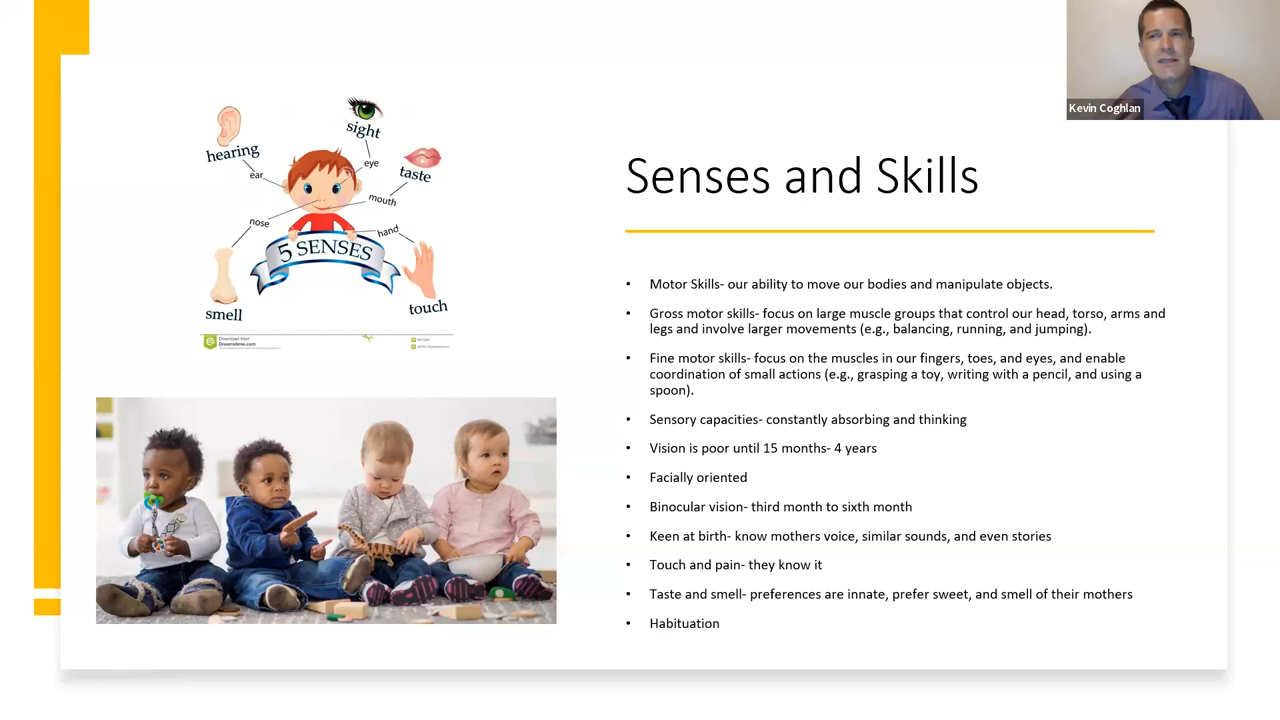 Kevin Coghlan
hearing
sight
taste
ear
eye
mouth
nose
hand
5 SENSES
smell
touch
Download from
Dreamstime.com
Senses and Skills
• Motor Skills- our ability to move our bodies and manipulate objects.
• Gross motor skills- focus on large muscle groups that control our head, torso, arms and
legs and involve larger movements (e.g., balancing, running, and jumping).
• Fine motor skills- focus on the muscles in our fingers, toes, and eyes, and enable
coordination of small actions (e.g., grasping a toy, writing with a pencil, and using a
spoon).
• Sensory capacities- constantly absorbing and thinking
• Vision is poor until 15 months- 4 years
• Facially oriented
• Binocular vision- third month to sixth month
• Keen at birth- know mothers voice, similar sounds, and even stories
• Touch and pain- they know it
• Taste and smell- preferences are innate, prefer sweet, and smell of their mothers
• Habituation